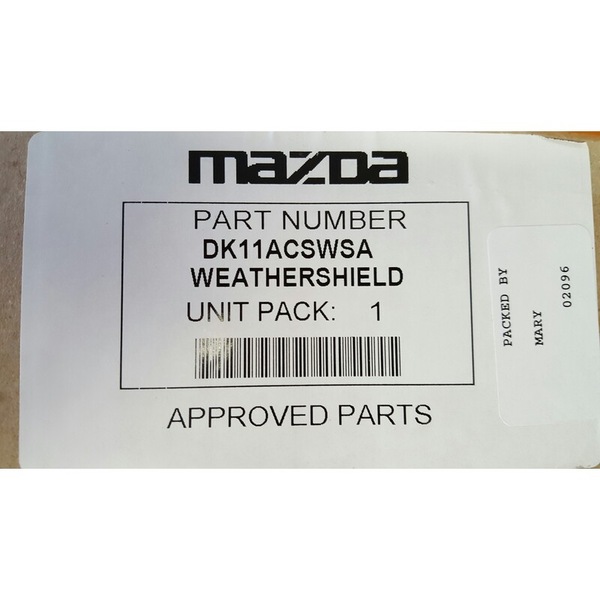 mazda
PART NUMBER
DK11ACSWSA
WEATHERSHIELD
UNIT PACK: 1
APPROVED PARTS
PACKED BY
MARY
02096